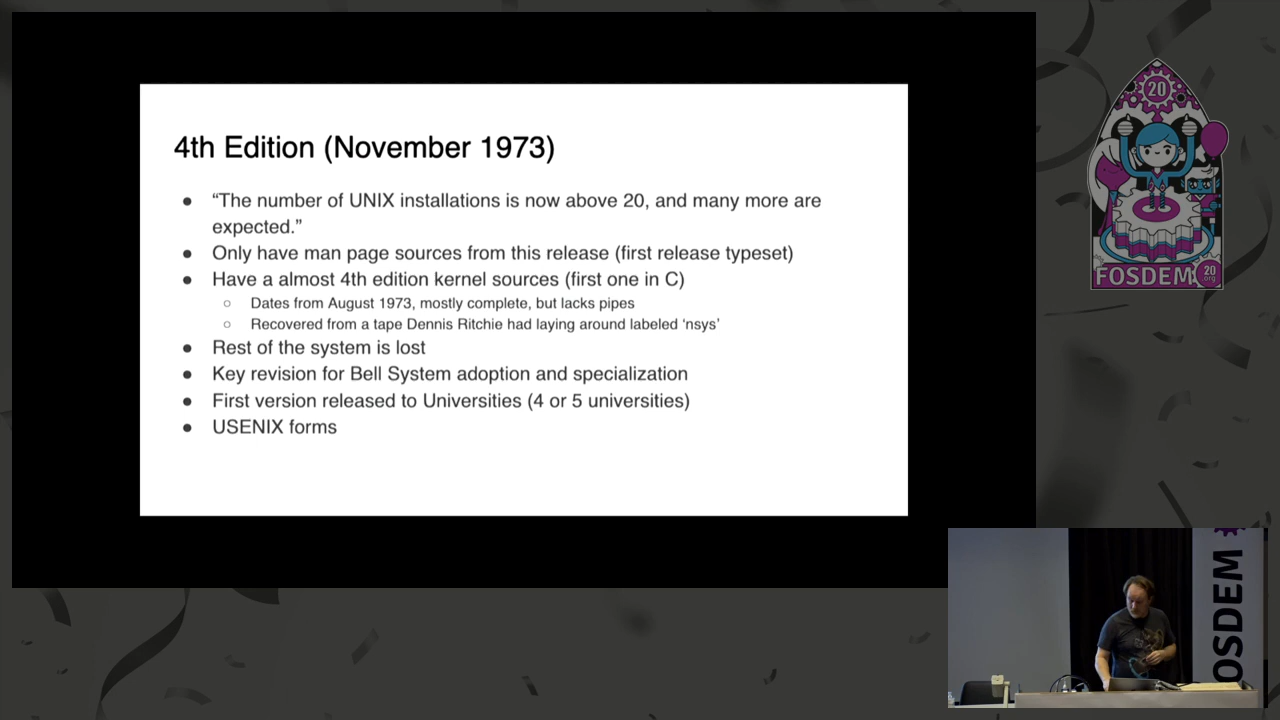 4th Edition (November 1973)
● “The number of UNIX installations is now above 20, and many more are
expected.”
● Only have man page sources from this release (first release typeset)
● Have a almost 4th edition kernel sources (first one in C)
○ Dates from August 1973, mostly complete, but lacks pipes
○ Recovered from a tape Dennis Ritchie had laying around labeled ‘nsys’
● Rest of the system is lost
● Key revision for Bell System adoption and specialization
● First version released to Universities (4 or 5 universities)
● USENIX forms
20
FOSDEM 20
.org
OSDEM